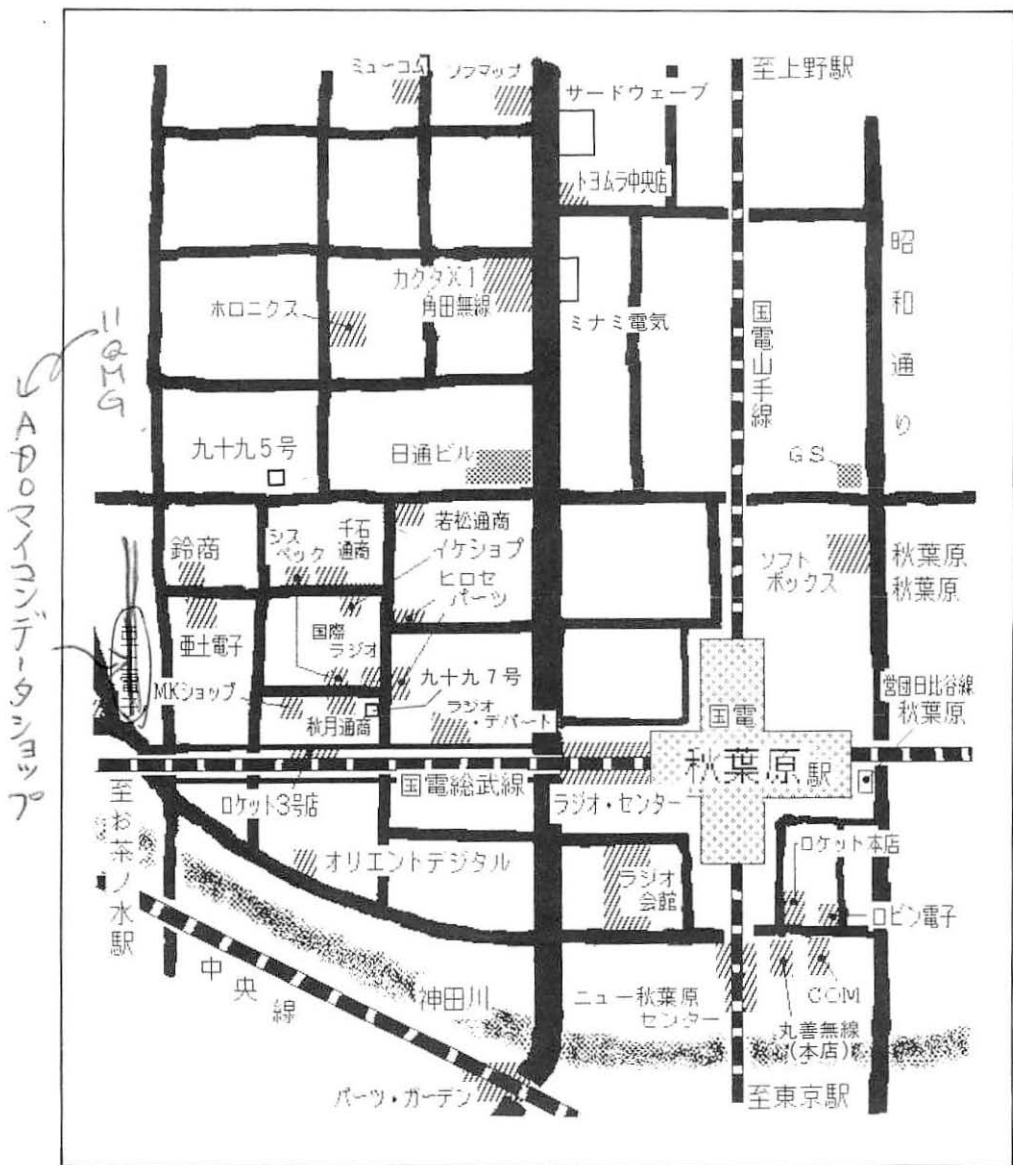 ミューコム
ソフマップ
サードウェーブ
至上野駅
トヨムラ中央店
カクタX1
角田無線
ホロニクス
ミナミ電気
国電山手線
昭和通り
ADOマイコンデータショップ
九十九5号
日通ビル
GS
鈴商
シスペック
千石通商
若松通商
イケショプ
ヒロセ
パーツ
ソフト
ボックス
秋葉原
秋葉原
亜土電子
亜土電子
国際
ラジオ
MKショップ
秋月通商
九十九7号
ラジオ
・デパート
営団日比谷線
秋葉原
国電
秋葉原駅
国電総武線
ロケット3号店
ラジオ・センター
至お茶ノ水駅
オリエントデジタル
ラジオ
会館
ロケット本店
ロビン電子
中央線
神田川
ニュー秋葉原
センター
COM
丸善無線
(本店)
パーツ・ガーデン
至東京駅